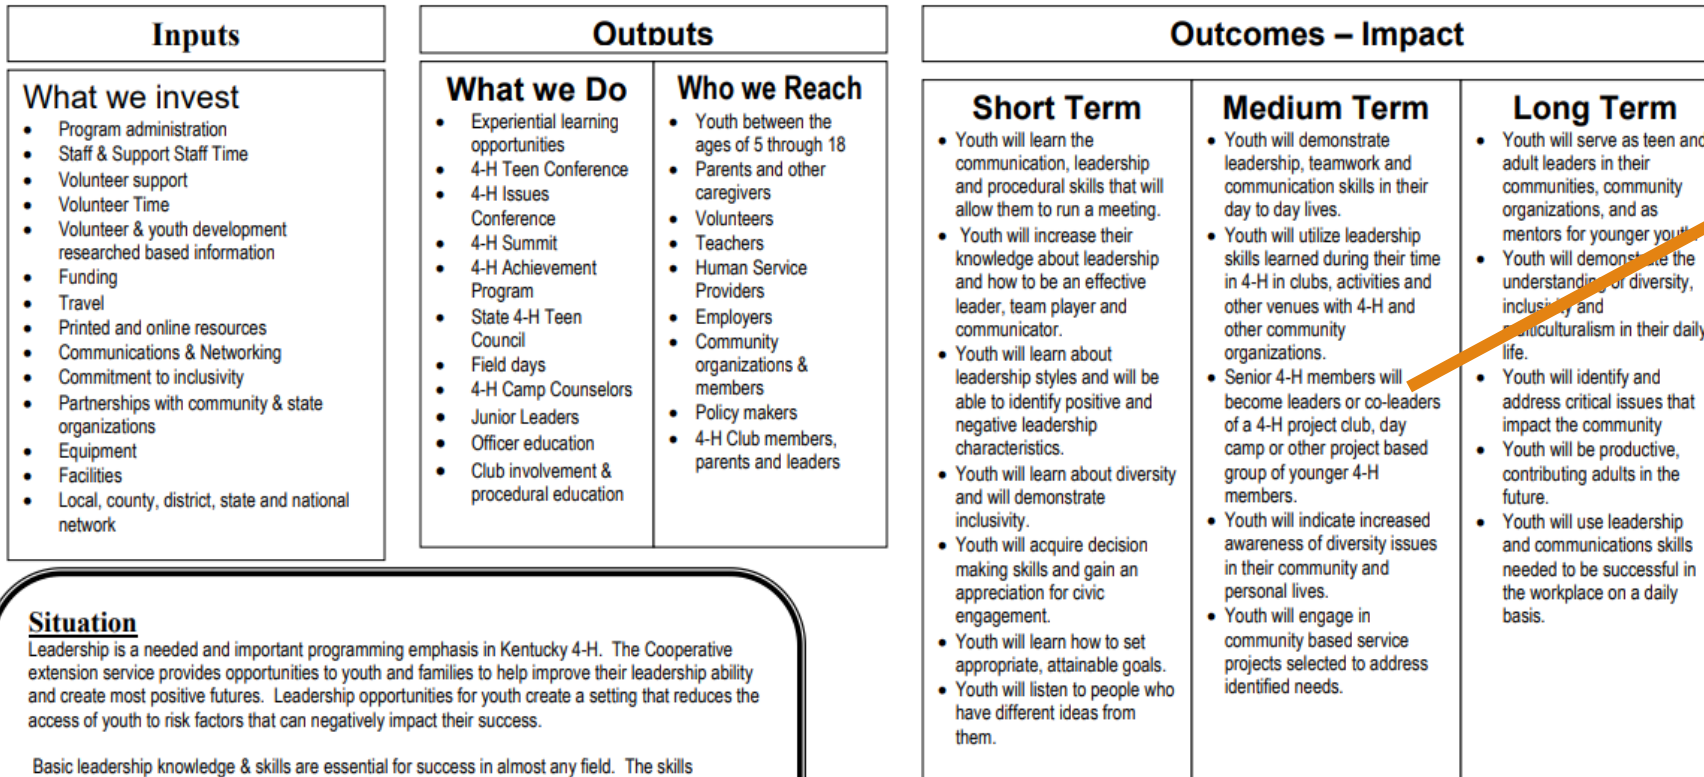 Inputs
What we invest
• Program administration
• Staff & Support Staff Time
• Volunteer support
• Volunteer Time
• Volunteer & youth development
researched based information
• Funding
• Travel
• Printed and online resources
• Communications & Networking
• Commitment to inclusivity
• Partnerships with community & state
organizations
• Equipment
• Facilities
• Local, county, district, state and national
network
Outputs
What we Do
• Experiential learning
opportunities
• 4-H Teen Conference
• 4-H Issues
Conference
• 4-H Summit
• 4-H Achievement
Program
• State 4-H Teen
Council
• Field days
• 4-H Camp Counselors
• Junior Leaders
• Officer education
• Club involvement &
procedural education
Who we Reach
• Youth between the
ages of 5 through 18
• Parents and other
caregivers
• Volunteers
• Teachers
• Human Service
Providers
• Employers
• Community
organizations &
members
• Policy makers
• 4-H Club members,
parents and leaders
Outcomes – Impact
Short Term
• Youth will learn the
communication, leadership
and procedural skills that will
allow them to run a meeting.
• Youth will increase their
knowledge about leadership
and how to be an effective
leader, team player and
communicator.
• Youth will learn about
leadership styles and will be
able to identify positive and
negative leadership
characteristics.
• Youth will learn about diversity
and will demonstrate
inclusivity.
• Youth will acquire decision
making skills and gain an
appreciation for civic
engagement.
• Youth will learn how to set
appropriate, attainable goals.
• Youth will listen to people who
have different ideas from
them.
Medium Term
• Youth will demonstrate
leadership, teamwork and
communication skills in their
day to day lives.
• Youth will utilize leadership
skills learned during their time
in 4-H in clubs, activities and
other venues with 4-H and
other community
organizations.
• Senior 4-H members will
become leaders or co-leaders
of a 4-H project club, day
camp or other project based
group of younger 4-H
members.
• Youth will indicate increased
awareness of diversity issues
in their community and
personal lives.
• Youth will engage in
community based service
projects selected to address
identified needs.
Long Term
• Youth will serve as teen and
adult leaders in their
communities, community
organizations, and as
mentors for younger youth.
• Youth will demonstrate the
understanding of diversity,
inclusivity and
multiculturalism in their daily
life.
• Youth will identify and
address critical issues that
impact the community
• Youth will be productive,
contributing adults in the
future.
• Youth will use leadership
and communications skills
needed to be successful in
the workplace on a daily
basis.
Situation
Leadership is a needed and important programming emphasis in Kentucky 4-H. The Cooperative
extension service provides opportunities to youth and families to help improve their leadership ability
and create most positive futures. Leadership opportunities for youth create a setting that reduces the
access of youth to risk factors that can negatively impact their success.
Basic leadership knowledge & skills are essential for success in almost any field. The skills